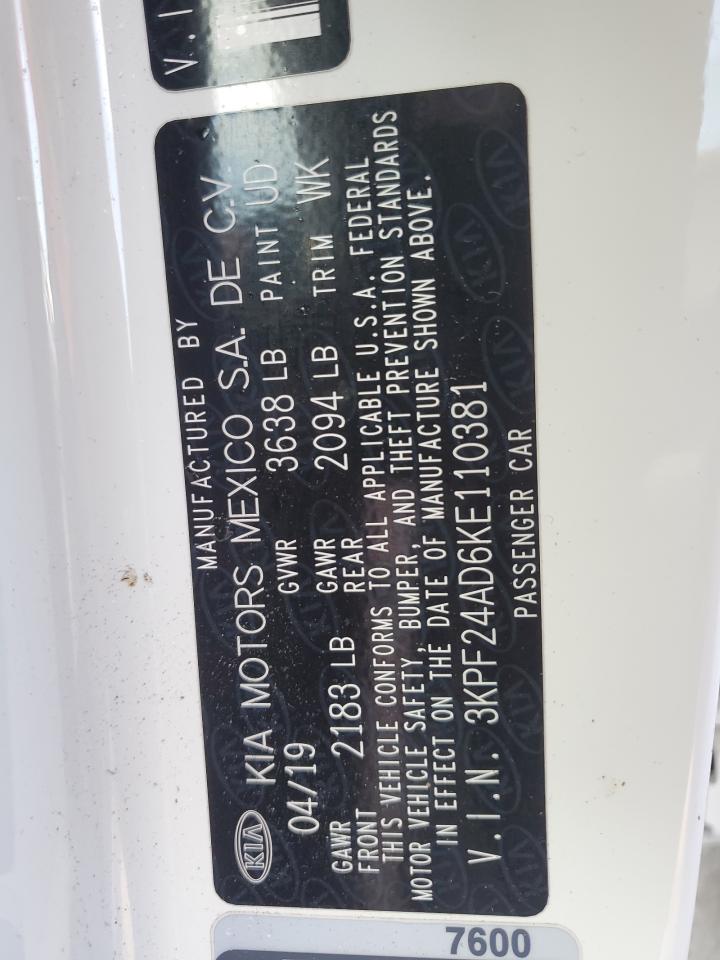 V.I
MANUFACTURED BY
KIA KIA MOTORS MEXICO S.A. DE C.V
04/19 GVWR 3638 LB PAINT UD
GAWR FRONT 2183 LB GAWR REAR 2094 LB TRIM WK
THIS VEHICLE CONFORMS TO ALL APPLICABLE U.S.A. FEDERAL
MOTOR VEHICLE SAFETY, BUMPER, AND THEFT PREVENTION STANDARDS
IN EFFECT ON THE DATE OF MANUFACTURE SHOWN ABOVE.
V.I.N. 3KPF24AD6KE110381
PASSENGER CAR
7600